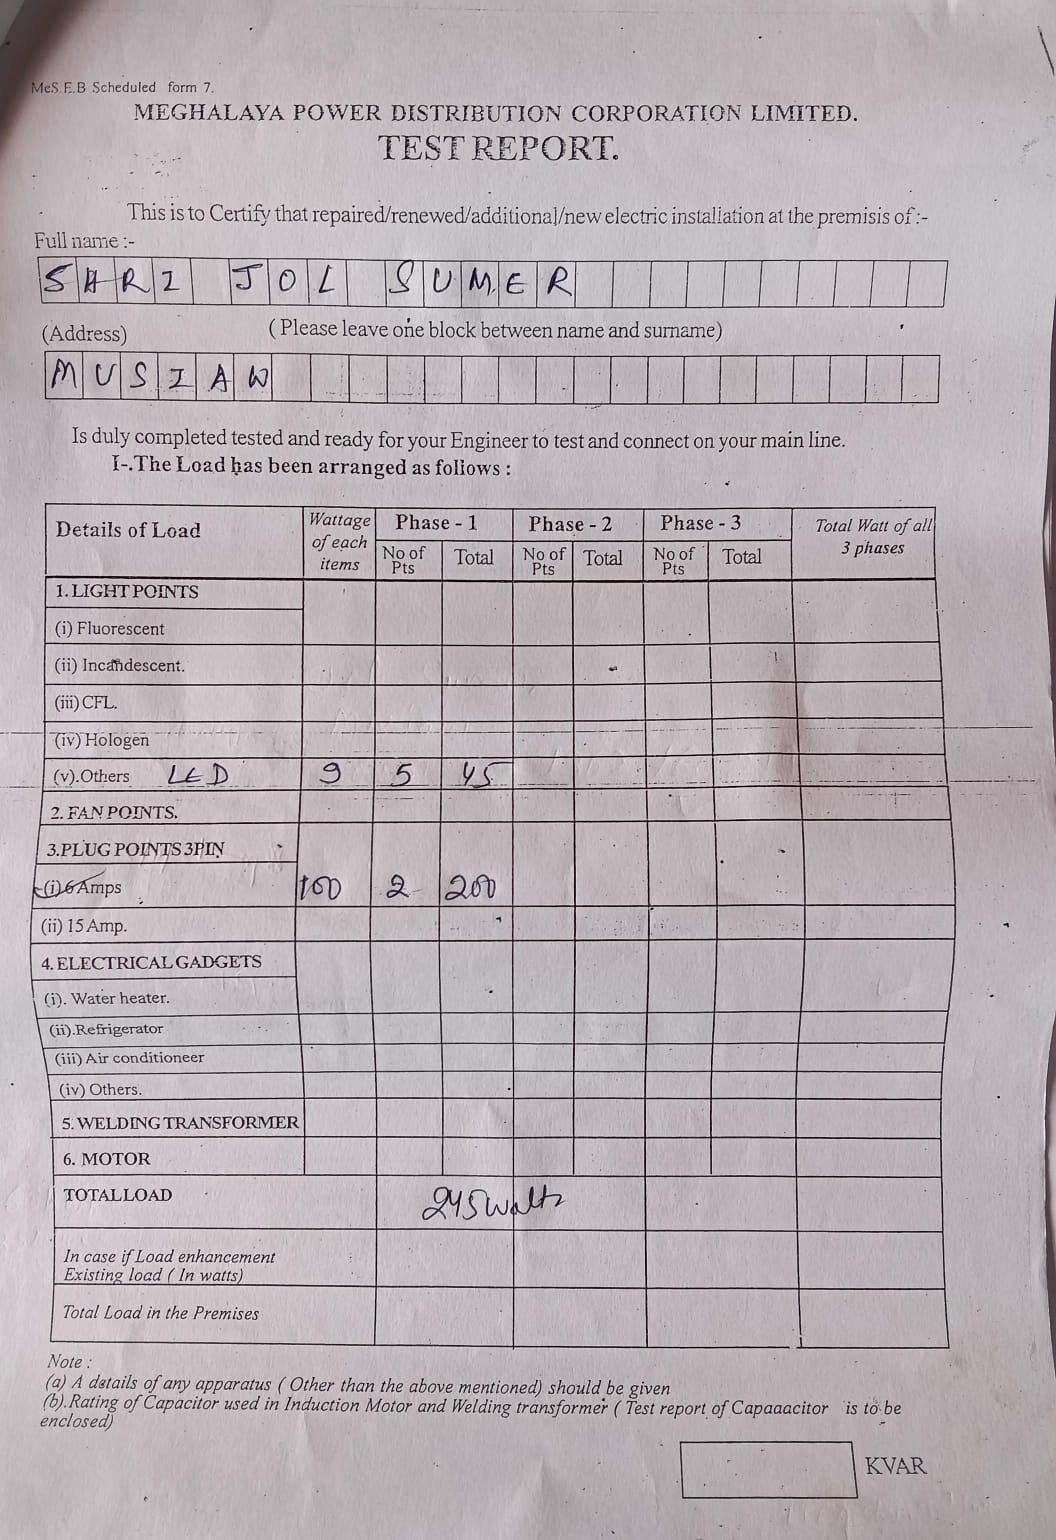 MeS.E.B Scheduled form 7.
MEGHALAYA POWER DISTRIBUTION CORPORATION LIMITED.
TEST REPORT.
This is to Certify that repaired/renewed/additional/new electric installation at the premisis of :-
Full name :-
SHRI JOL SUMER
(Address) ( Please leave one block between name and surname)
MUSIAW
Is duly completed tested and ready for your Engineer to test and connect on your main line.
I-.The Load has been arranged as follows :
Details of Load Wattage of each items Phase - 1 Phase - 2 Phase - 3 Total Watt of all 3 phases
No of Pts Total No of Pts Total No of Pts Total
1. LIGHT POINTS
(i) Fluorescent
(ii) Incandescent.
(iii) CFL.
(iv) Hologen
(v).Others LED 9 5 45
2. FAN POINTS.
3.PLUG POINTS 3PIN
(i) 6 Amps 100 2 200
(ii) 15 Amp.
4. ELECTRICAL GADGETS
(i). Water heater.
(ii).Refrigerator
(iii) Air conditioneer
(iv) Others.
5. WELDING TRANSFORMER
6. MOTOR
TOTAL LOAD 245 watts
In case if Load enhancement
Existing load ( In watts)
Total Load in the Premises
Note :
(a) A details of any apparatus ( Other than the above mentioned) should be given
(b).Rating of Capacitor used in Induction Motor and Welding transformer ( Test report of Capaaacitor is to be
enclosed)
KVAR